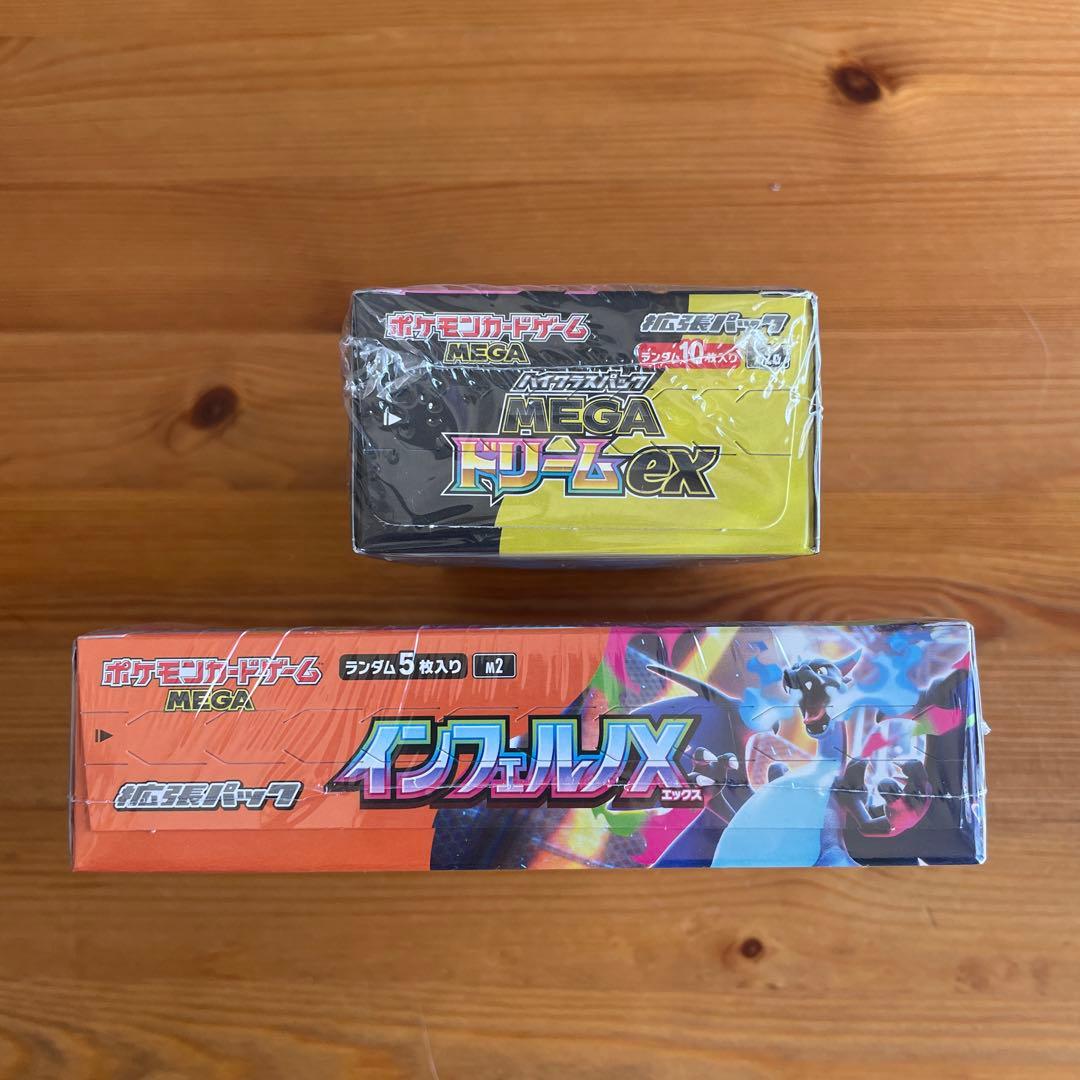 ポケモンカードゲーム
MEGA
拡張パック
ランダム10枚入り
ハイクラスパック
MEGA
ドリームex
ポケモンカードゲーム
MEGA
ランダム5枚入り M2
インフェルノX
エックス
拡張パック